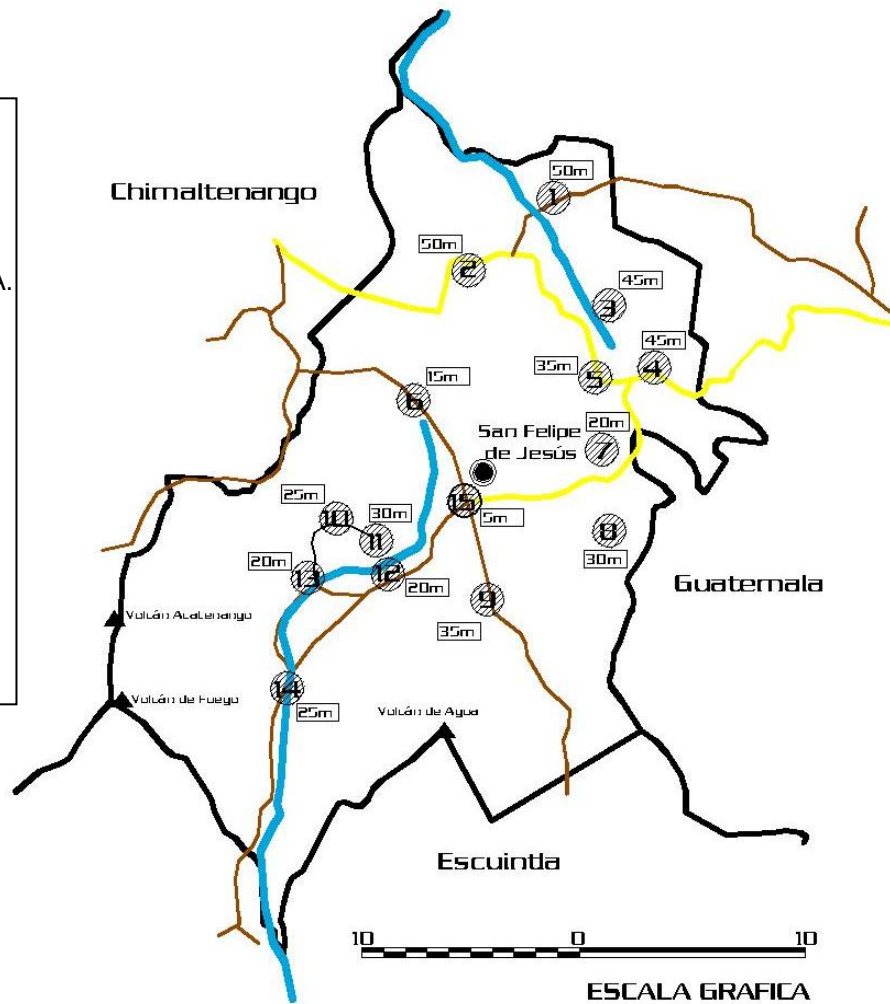 50m
1
Chimaltenango
50m
2
A.
45m
3
45m
4
35m
5
15m
6
20m
San Felipe
de Jesús
7
25m
10
30m
11
15
5m
8
30m
20m
13
12
20m
Guatemala
9
35m
Volcán Acatenango
14
Volcán de Fuego
25m
Volcán de Agua
Escuintla
10
0
10
ESCALA GRAFICA